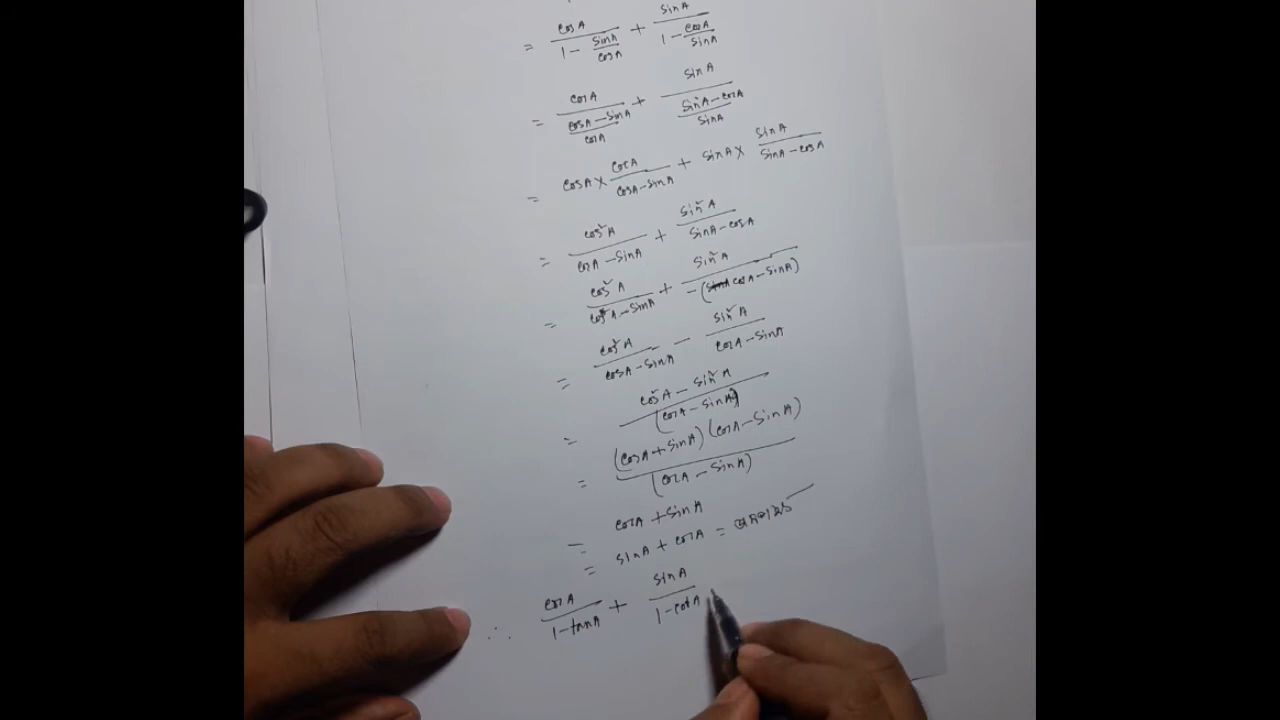 = cosA/(1 - sinA/cosA) + sinA/(1 - cosA/sinA)
= cosA/((cosA - sinA)/cosA) + sinA/((sinA - cosA)/sinA)
= cosA × cosA/(cosA - sinA) + sinA × sinA/(sinA - cosA)
= cos²A/(cosA - sinA) + sin²A/(sinA - cosA)
= cos²A/(cosA - sinA) + sin²A/-(cosA - sinA)
= cos²A/(cosA - sinA) - sin²A/(cosA - sinA)
= (cos²A - sin²A)/(cosA - sinA)
= (cosA + sinA)(cosA - sinA)/(cosA - sinA)
= cosA + sinA
= sinA + cosA =
∴ cosA/(1 - tanA) + sinA/(1 - cotA)